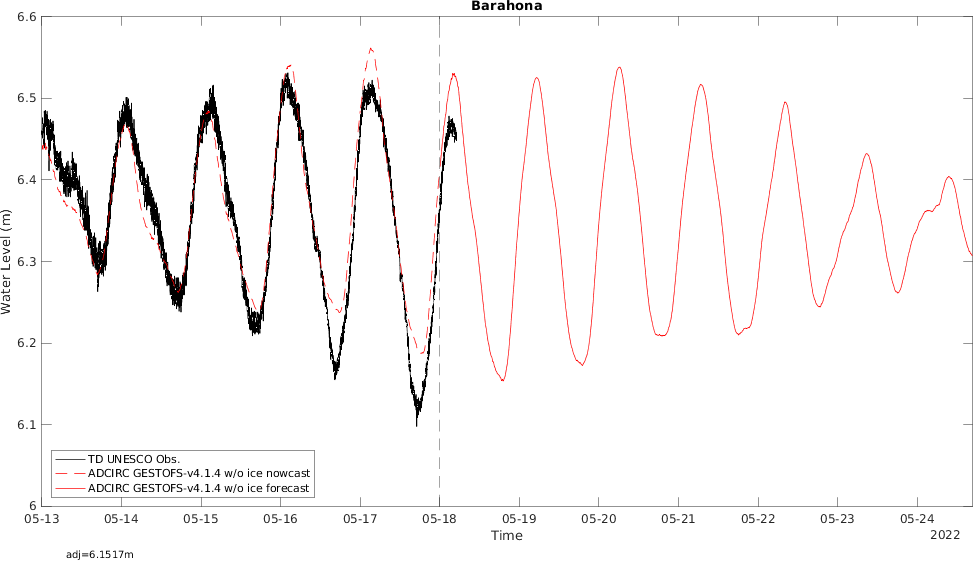 Barahona
6.6
6.5
6.4
6.3
6.2
6.1
6
Water Level (m)
TD UNESCO Obs.
ADCIRC GESTOFS-v4.1.4 w/o ice nowcast
ADCIRC GESTOFS-v4.1.4 w/o ice forecast
05-13 05-14 05-15 05-16 05-17 05-18 05-19 05-20 05-21 05-22 05-23 05-24
Time
2022
adj=6.1517m